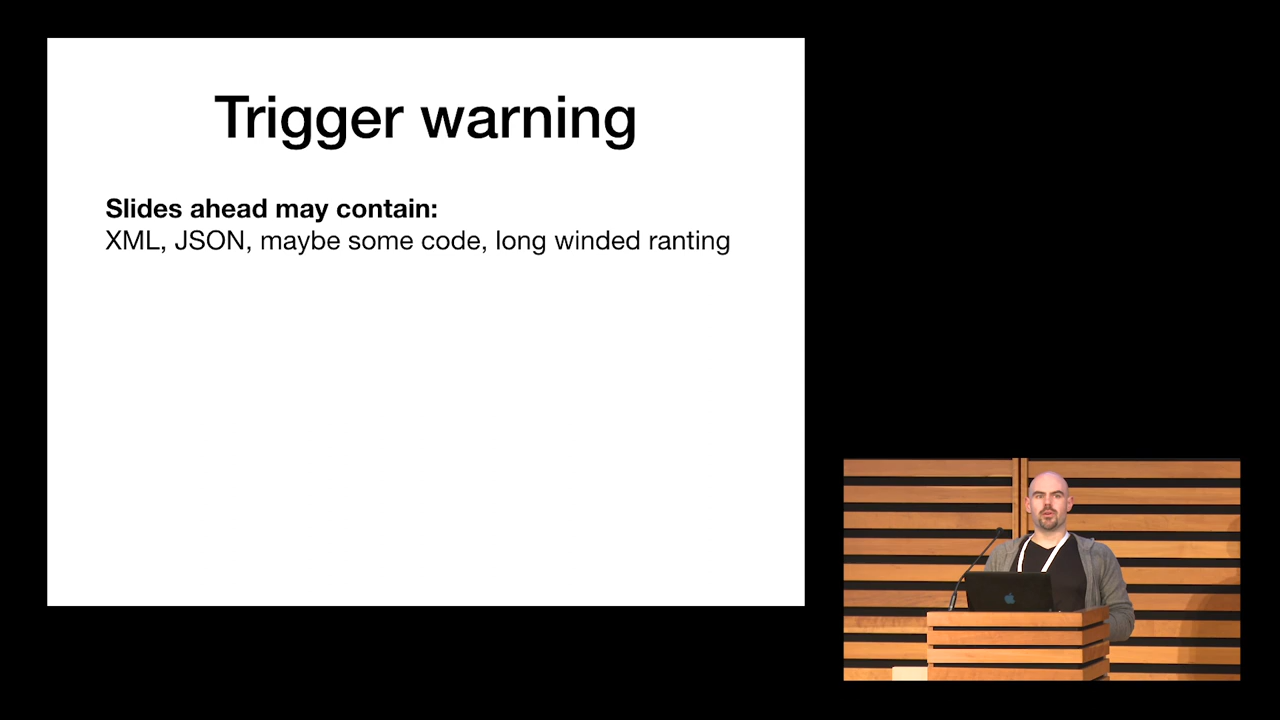 Trigger warning
Slides ahead may contain:
XML, JSON, maybe some code, long winded ranting